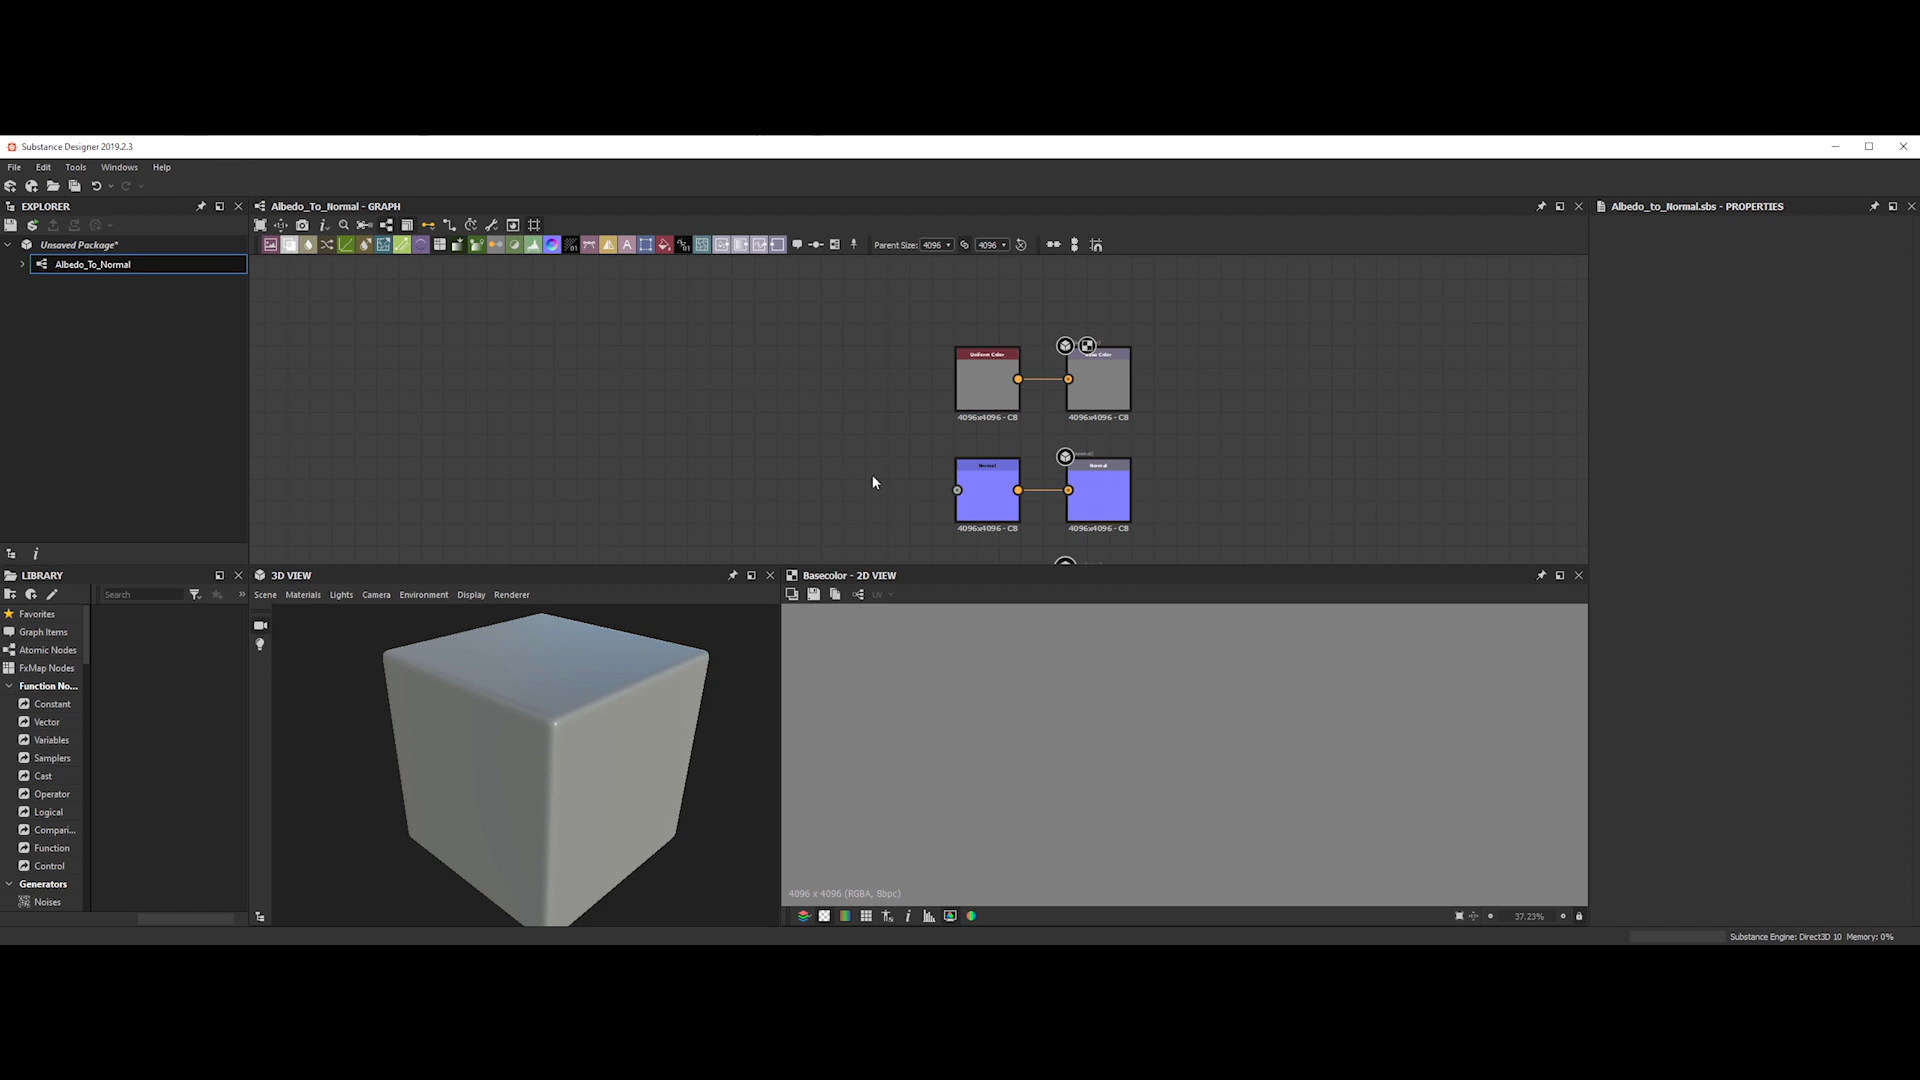 Substance Designer 2019.2.3
File Edit Tools Windows Help
EXPLORER
Albedo_To_Normal - GRAPH
Albedo_to_Normal.sbs - PROPERTIES
Parent Size: 4096 4096
Unsaved Package*
Albedo_To_Normal
Uniform Color
Color
4096x4096 - C8
4096x4096 - C8
Normal
Normal
4096x4096 - C8
4096x4096 - C8
LIBRARY
3D VIEW
Basecolor - 2D VIEW
Search
Scene Materials Lights Camera Environment Display Renderer
UV
Favorites
Graph Items
Atomic Nodes
FxMap Nodes
Function No...
Constant
Vector
Variables
Samplers
Cast
Operator
Logical
Compari...
Function
Control
Generators
Noises
4096 x 4096 (RGBA, 8bpc)
37.23%
Substance Engine: Direct3D 10 Memory: 0%